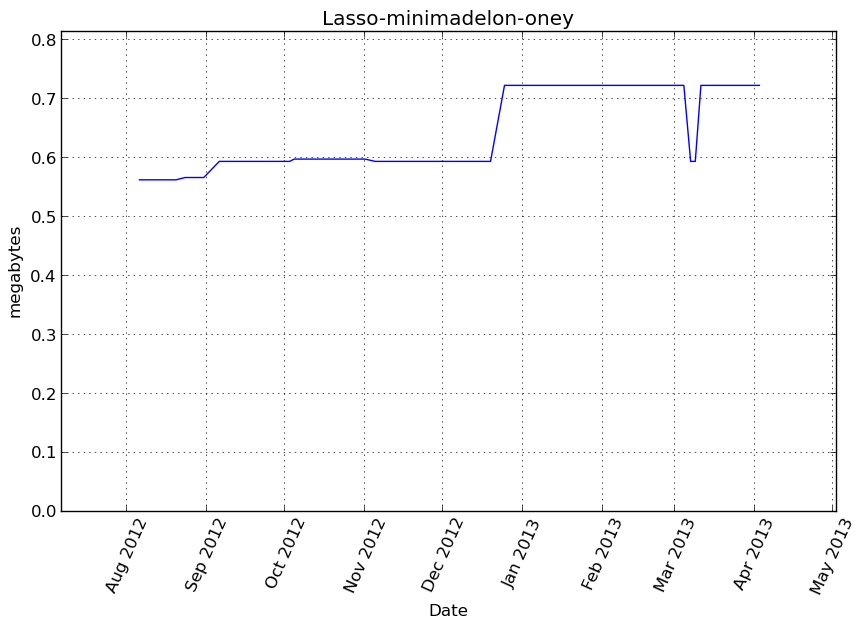 Lasso-minimadelon-oney
0.8
0.7
0.6
0.5
0.4
0.3
0.2
0.1
0.0
megabytes
Aug 2012
Sep 2012
Oct 2012
Nov 2012
Dec 2012
Jan 2013
Feb 2013
Mar 2013
Apr 2013
May 2013
Date